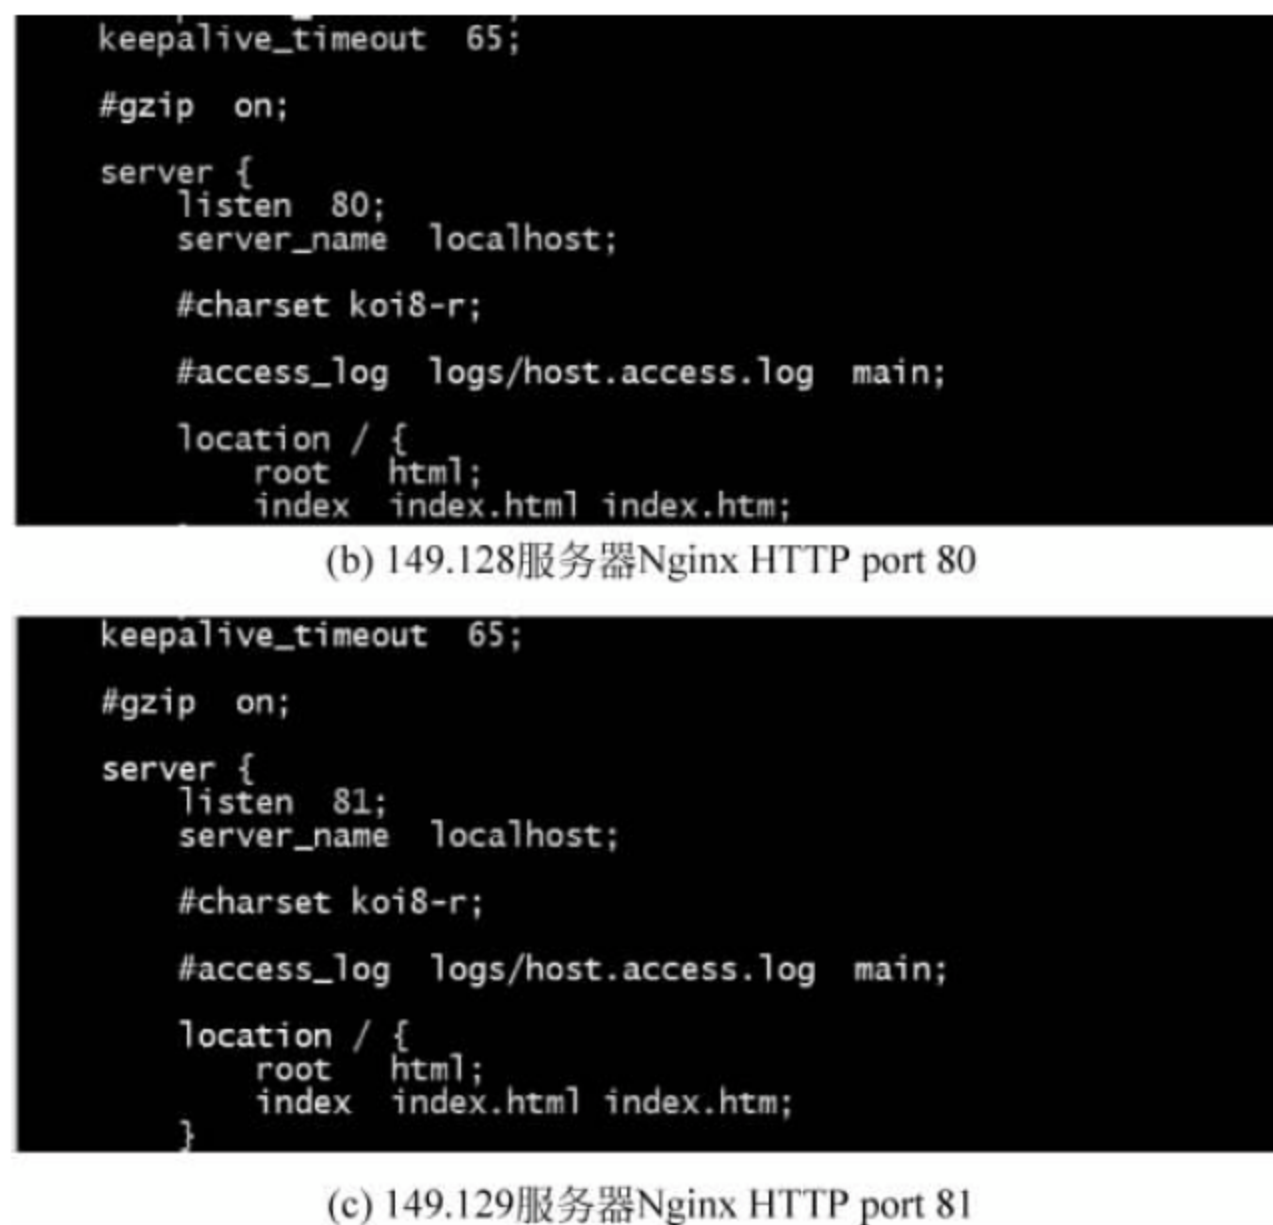 keepalive_timeout  65;
#gzip  on;
server {
listen  80;
server_name  localhost;
#charset koi8-r;
#access_log  logs/host.access.log  main;
location / {
root   html;
index  index.html index.htm;
(b) 149.128服务器Nginx HTTP port 80
keepalive_timeout  65;
#gzip  on;
server {
listen  81;
server_name  localhost;
#charset koi8-r;
#access_log  logs/host.access.log  main;
location / {
root   html;
index  index.html index.htm;
}
(c) 149.129服务器Nginx HTTP port 81